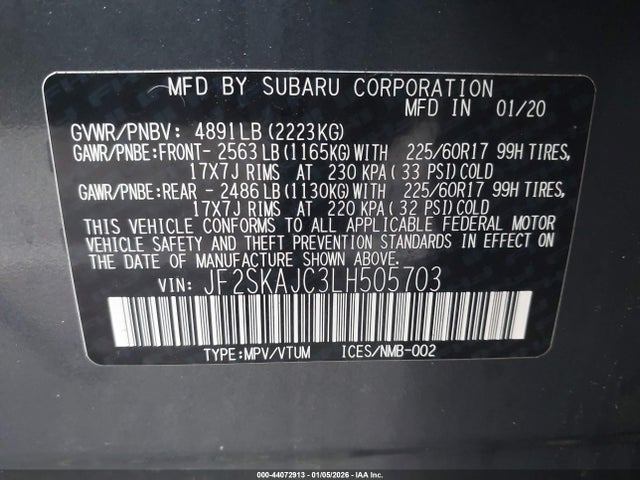 MFD BY SUBARU CORPORATION
MFD IN 01/20
GVWR/PNBV: 4891LB(2223KG)
GAWR/PNBE:FRONT- 2563LB(1165KG)WITH 225/60R17 99H TIRES,
17X7J RIMS AT 230 KPA(33 PSI)COLD
GAWR/PNBE:REAR - 2486LB(1130KG)WITH 225/60R17 99H TIRES,
17X7J RIMS AT 220 KPA(32 PSI)COLD
THIS VEHICLE CONFORMS TO ALL APPLICABLE FEDERAL MOTOR
VEHICLE SAFETY AND THEFT PREVENTION STANDARDS IN EFFECT ON
THE DATE OF MANUFACTURE SHOWN ABOVE.
VIN: JF2SKAJC3LH505703
TYPE:MPV/VTUM ICES/NMB-002
000-44072913 - 01/05/2026 - IAA Inc.